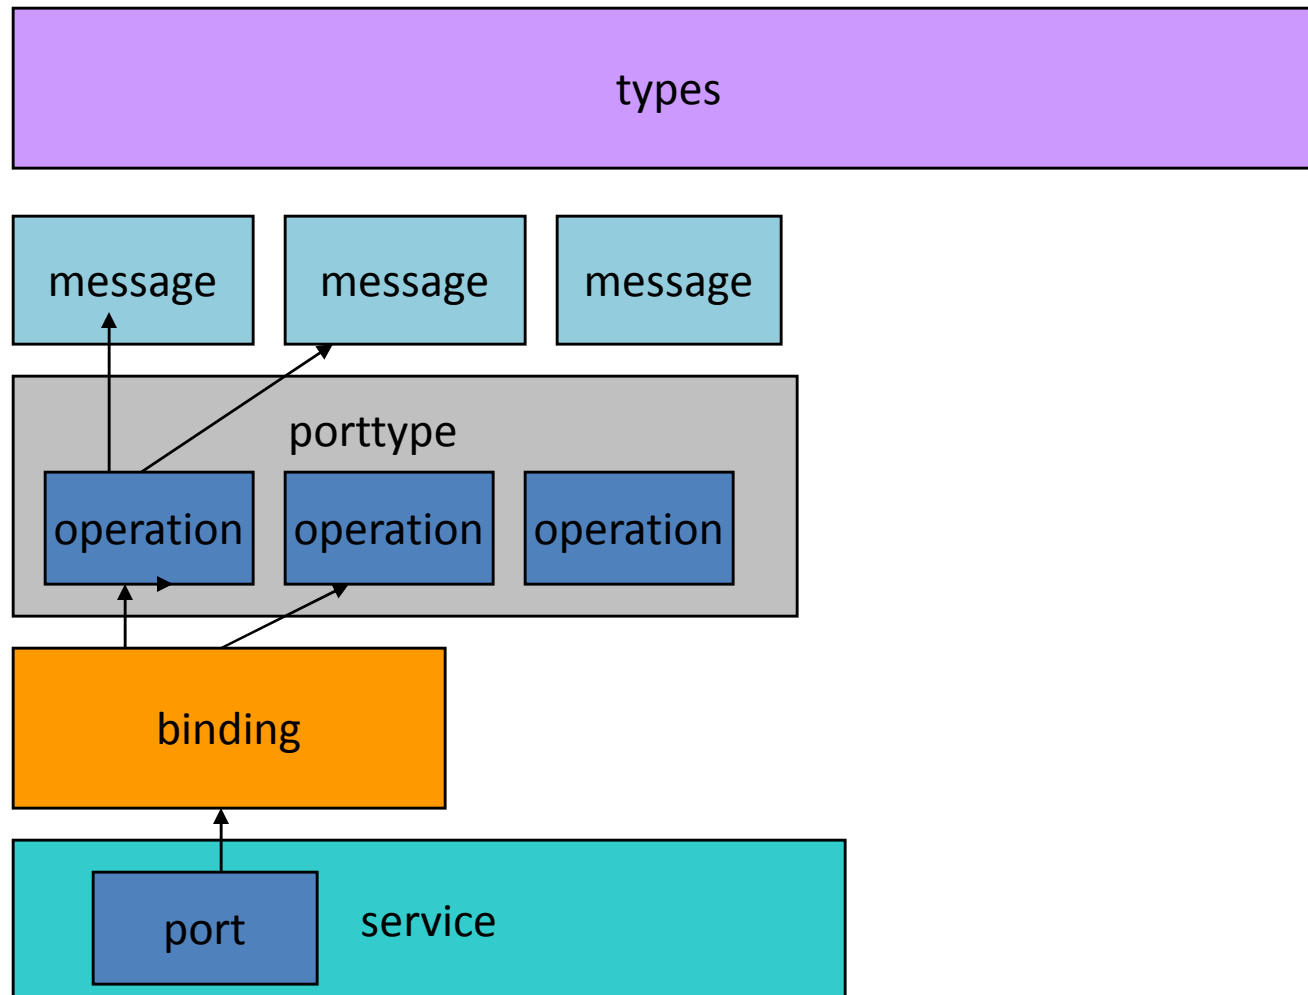 types
message
message
message
porttype
operation
operation
operation
binding
port
service